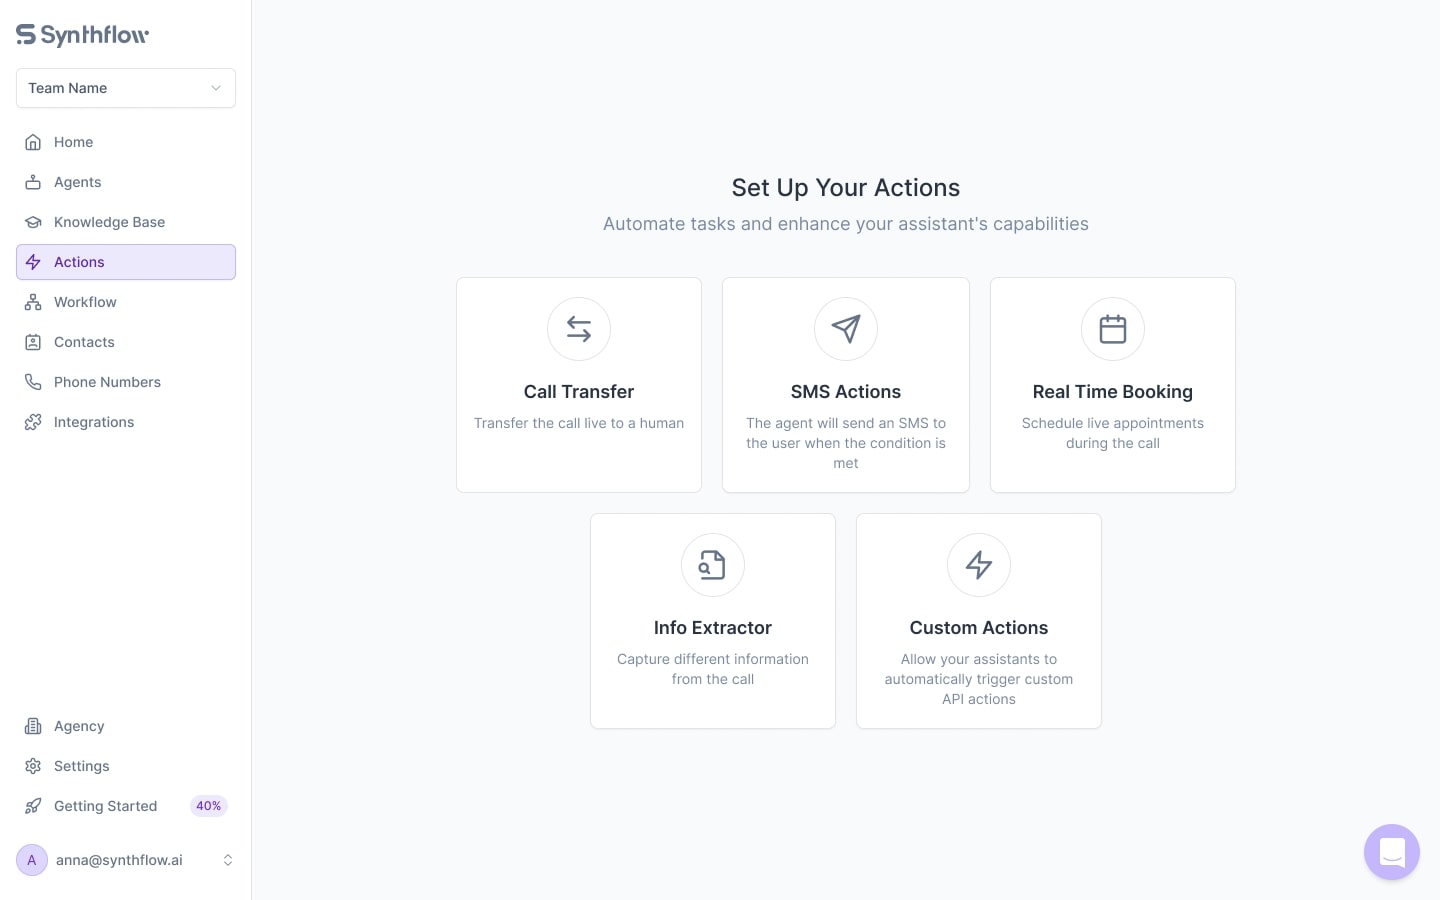 Synthflow
Team Name
Home
Agents
Knowledge Base
Actions
Workflow
Contacts
Phone Numbers
Integrations
Agency
Settings
Getting Started 40%
A anna@synthflow.ai
Set Up Your Actions
Automate tasks and enhance your assistant's capabilities
Call Transfer
Transfer the call live to a human
SMS Actions
The agent will send an SMS to
the user when the condition is
met
Real Time Booking
Schedule live appointments
during the call
Info Extractor
Capture different information
from the call
Custom Actions
Allow your assistants to
automatically trigger custom
API actions